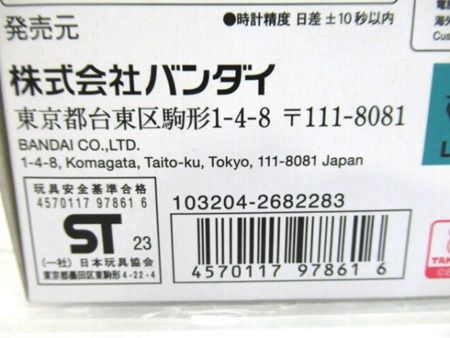 発売元
●時計精度 日差±10秒以内
株式会社バンダイ
東京都台東区駒形1-4-8 〒111-8081
BANDAI CO.,LTD.
1-4-8, Komagata, Taito-ku, Tokyo, 111-8081 Japan
玩具安全基準合格
4570117 97861 6
ST 23
(一社) 日本玩具協会
東京都墨田区東駒形4-22-4
103204-2682283
4570117 978616